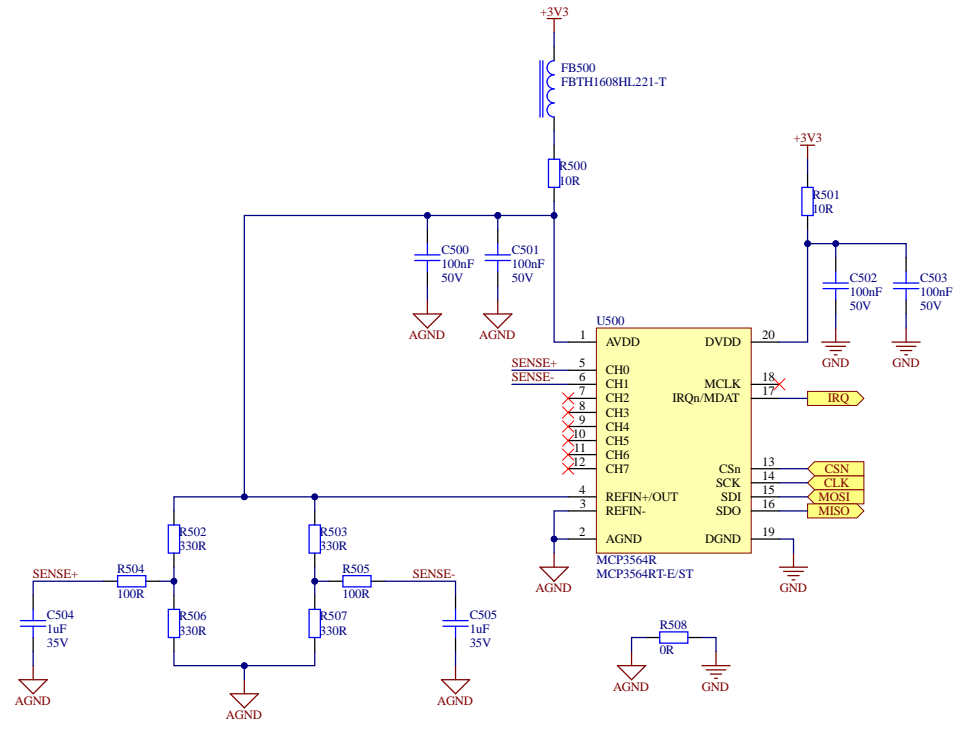 +3V3
FB500
FBTH1608HL221-T
R500
10R
+3V3
R501
10R
C500
100nF
50V
C501
100nF
50V
C502
100nF
50V
C503
100nF
50V
AGND
AGND
GND
GND
U500
1
AVDD
DVDD
20
SENSE+
5
CH0
SENSE-
6
CH1
MCLK
18
7
CH2
IRQn/MDAT
17
IRQ
8
CH3
9
CH4
10
CH5
11
CH6
12
CH7
CSn
13
CSN
SCK
14
CLK
4
REFIN+/OUT
SDI
15
MOSI
3
REFIN-
SDO
16
MISO
2
AGND
DGND
19
MCP3564R
MCP3564RT-E/ST
AGND
GND
R502
330R
R503
330R
SENSE+
R504
100R
R505
100R
SENSE-
C504
1uF
35V
R506
330R
R507
330R
C505
1uF
35V
R508
0R
AGND
AGND
AGND
AGND
GND